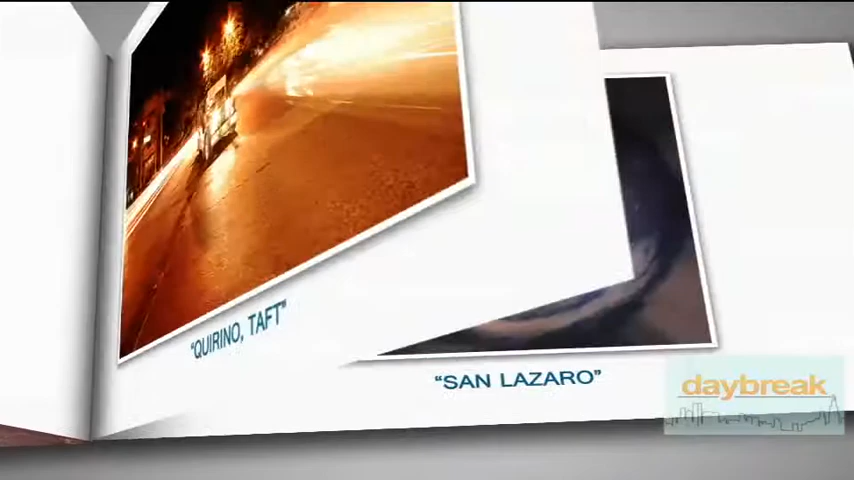 “QUIRINO, TAFT”
“SAN LAZARO”
daybreak